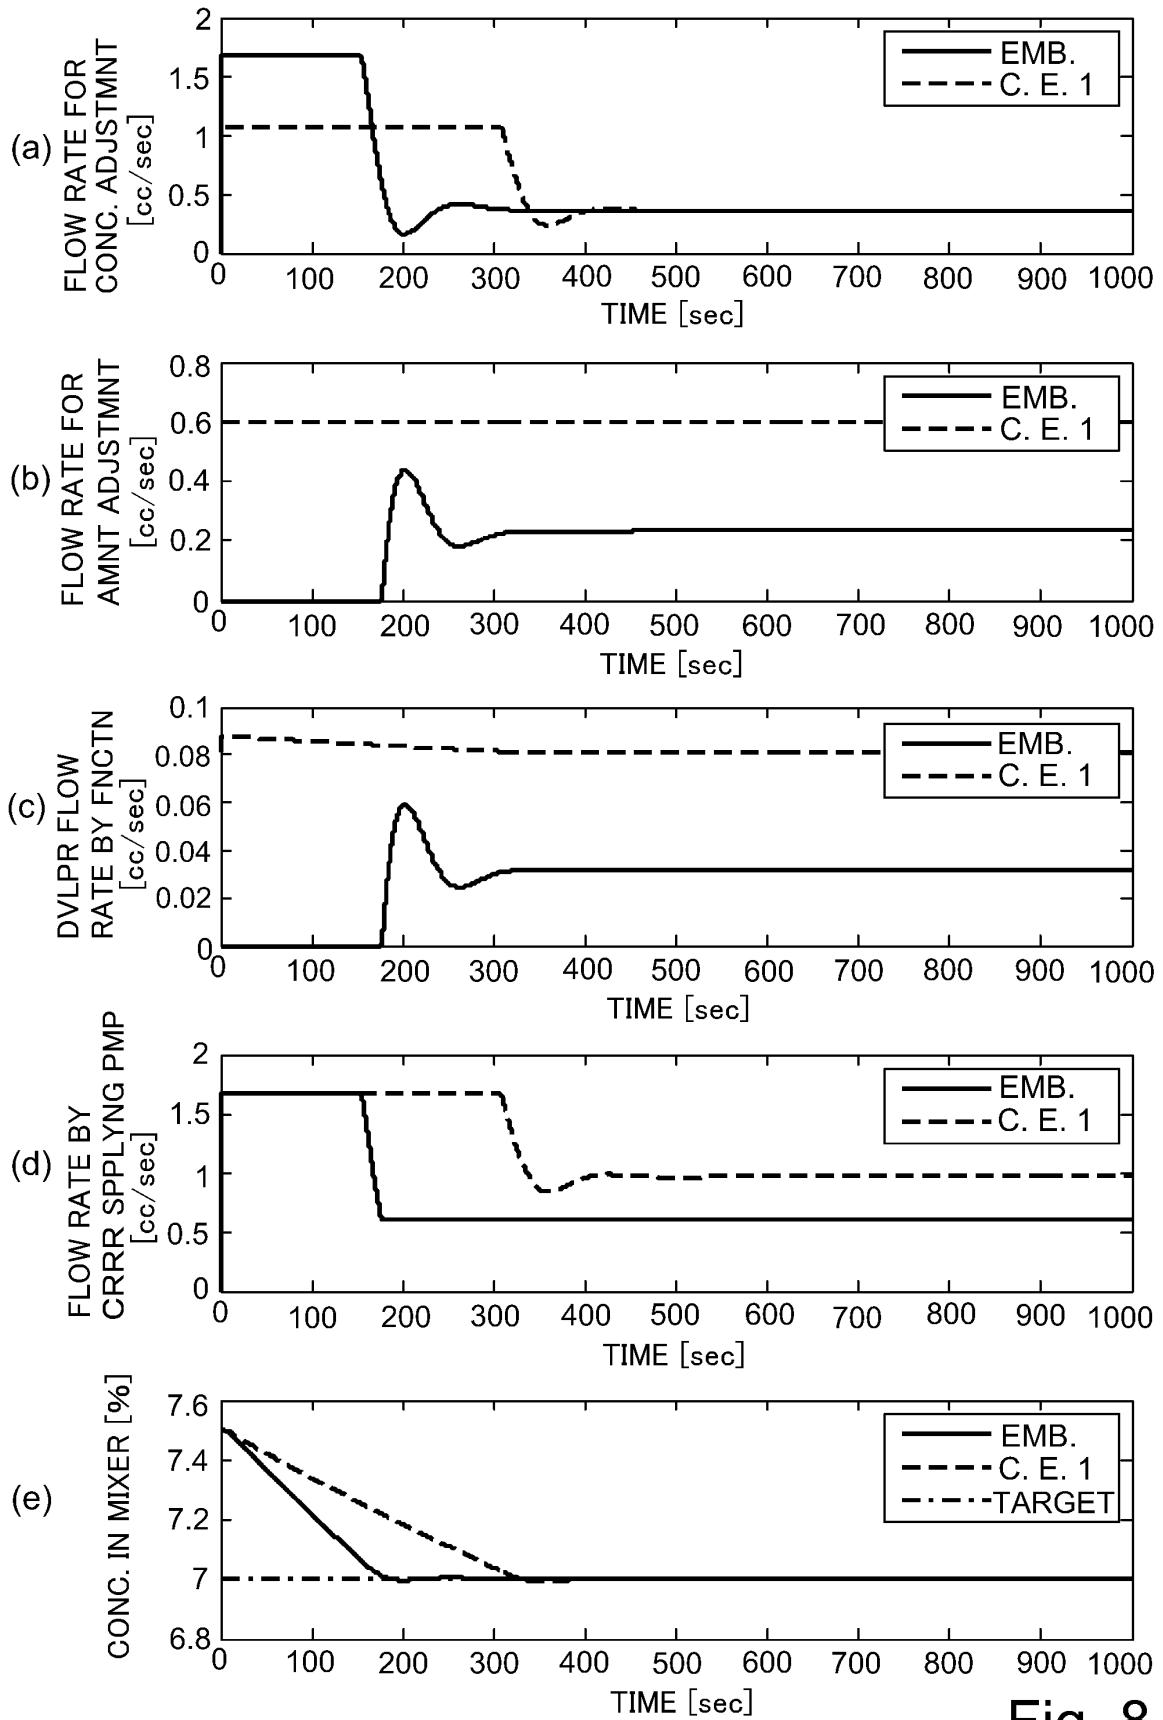 (a)
FLOW RATE FOR
CONC. ADJSTMNT
[cc/sec]
2
1.5
1
0.5
0
EMB.
C. E. 1
0 100 200 300 400 500 600 700 800 900 1000
TIME [sec]
(b)
FLOW RATE FOR
AMNT ADJSTMNT
[cc/sec]
0.8
0.6
0.4
0.2
0
EMB.
C. E. 1
0 100 200 300 400 500 600 700 800 900 1000
TIME [sec]
(c)
DVLPR FLOW
RATE BY FNCTN
[cc/sec]
0.1
0.08
0.06
0.04
0.02
0
EMB.
C. E. 1
0 100 200 300 400 500 600 700 800 900 1000
TIME [sec]
(d)
FLOW RATE BY
CRRR SPPLYNG PMP
[cc/sec]
2
1.5
1
0.5
0
EMB.
C. E. 1
0 100 200 300 400 500 600 700 800 900 1000
TIME [sec]
(e)
CONC. IN MIXER [%]
7.6
7.4
7.2
7
6.8
EMB.
C. E. 1
TARGET
0 100 200 300 400 500 600 700 800 900 1000
TIME [sec]
Fig. 8